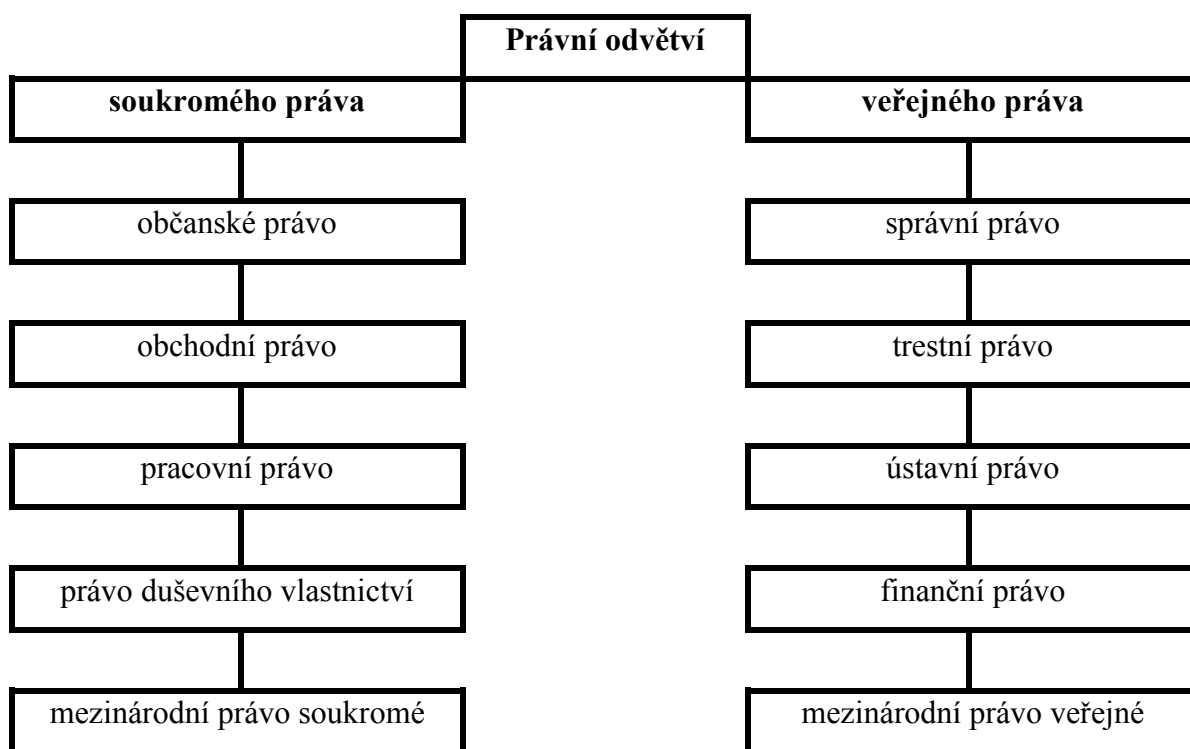 Právní odvětví
soukromého práva
veřejného práva
občanské právo
správní právo
obchodní právo
trestní právo
pracovní právo
ústavní právo
právo duševního vlastnictví
finanční právo
mezinárodní právo soukromé
mezinárodní právo veřejné